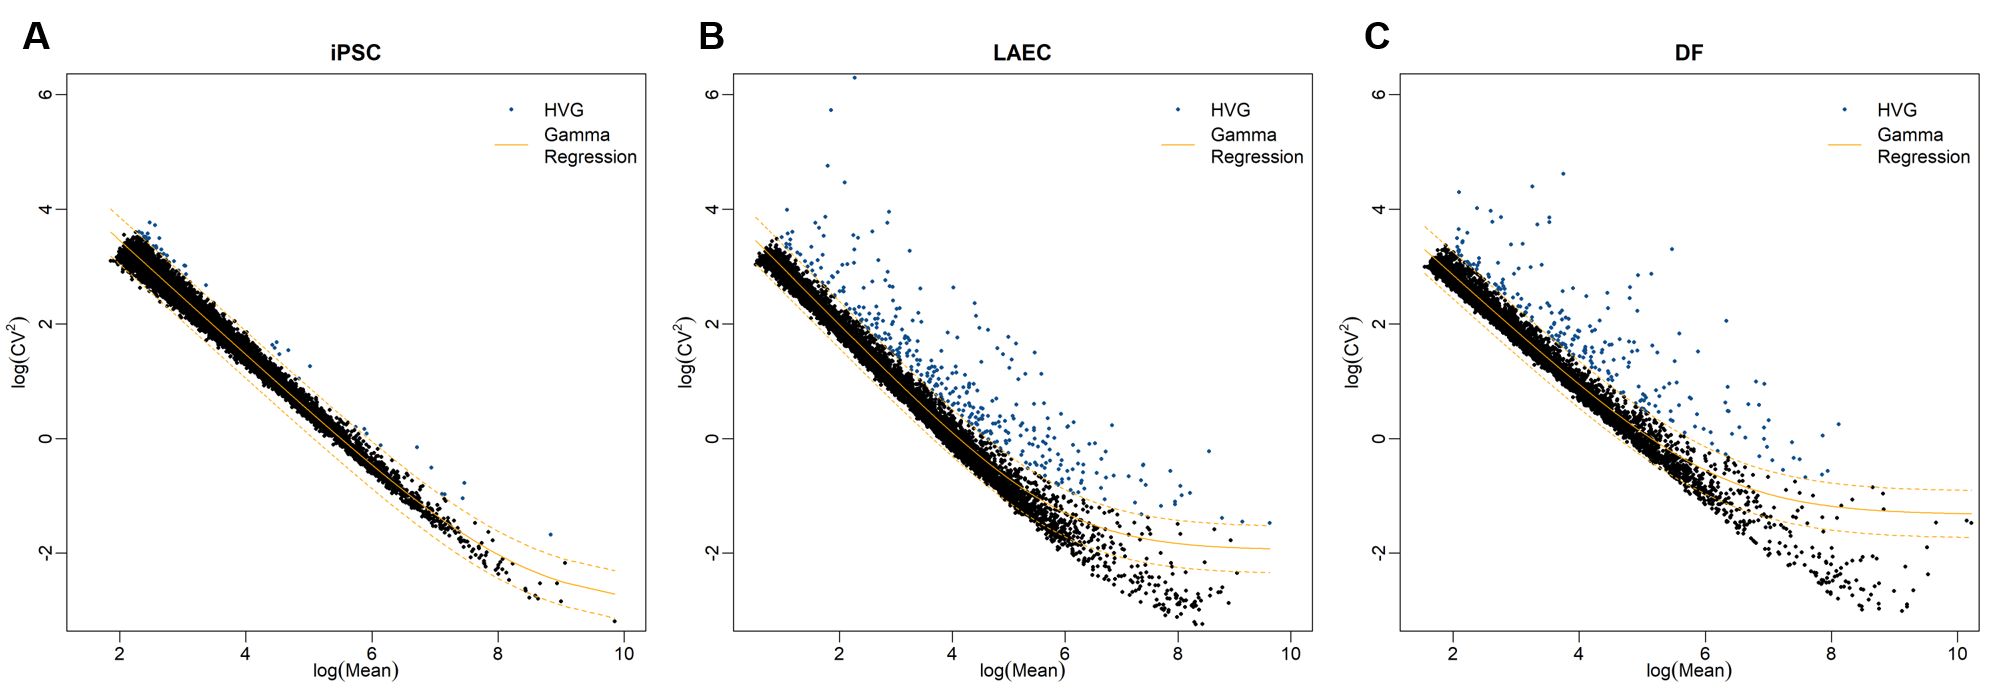 A
iPSC
HVG
Gamma
Regression
6
4
2
0
-2
log(CV²)
2
4
6
8
10
log(Mean)
B
LAEC
HVG
Gamma
Regression
6
4
2
0
-2
log(CV²)
2
4
6
8
10
log(Mean)
C
DF
HVG
Gamma
Regression
6
4
2
0
-2
log(CV²)
2
4
6
8
10
log(Mean)